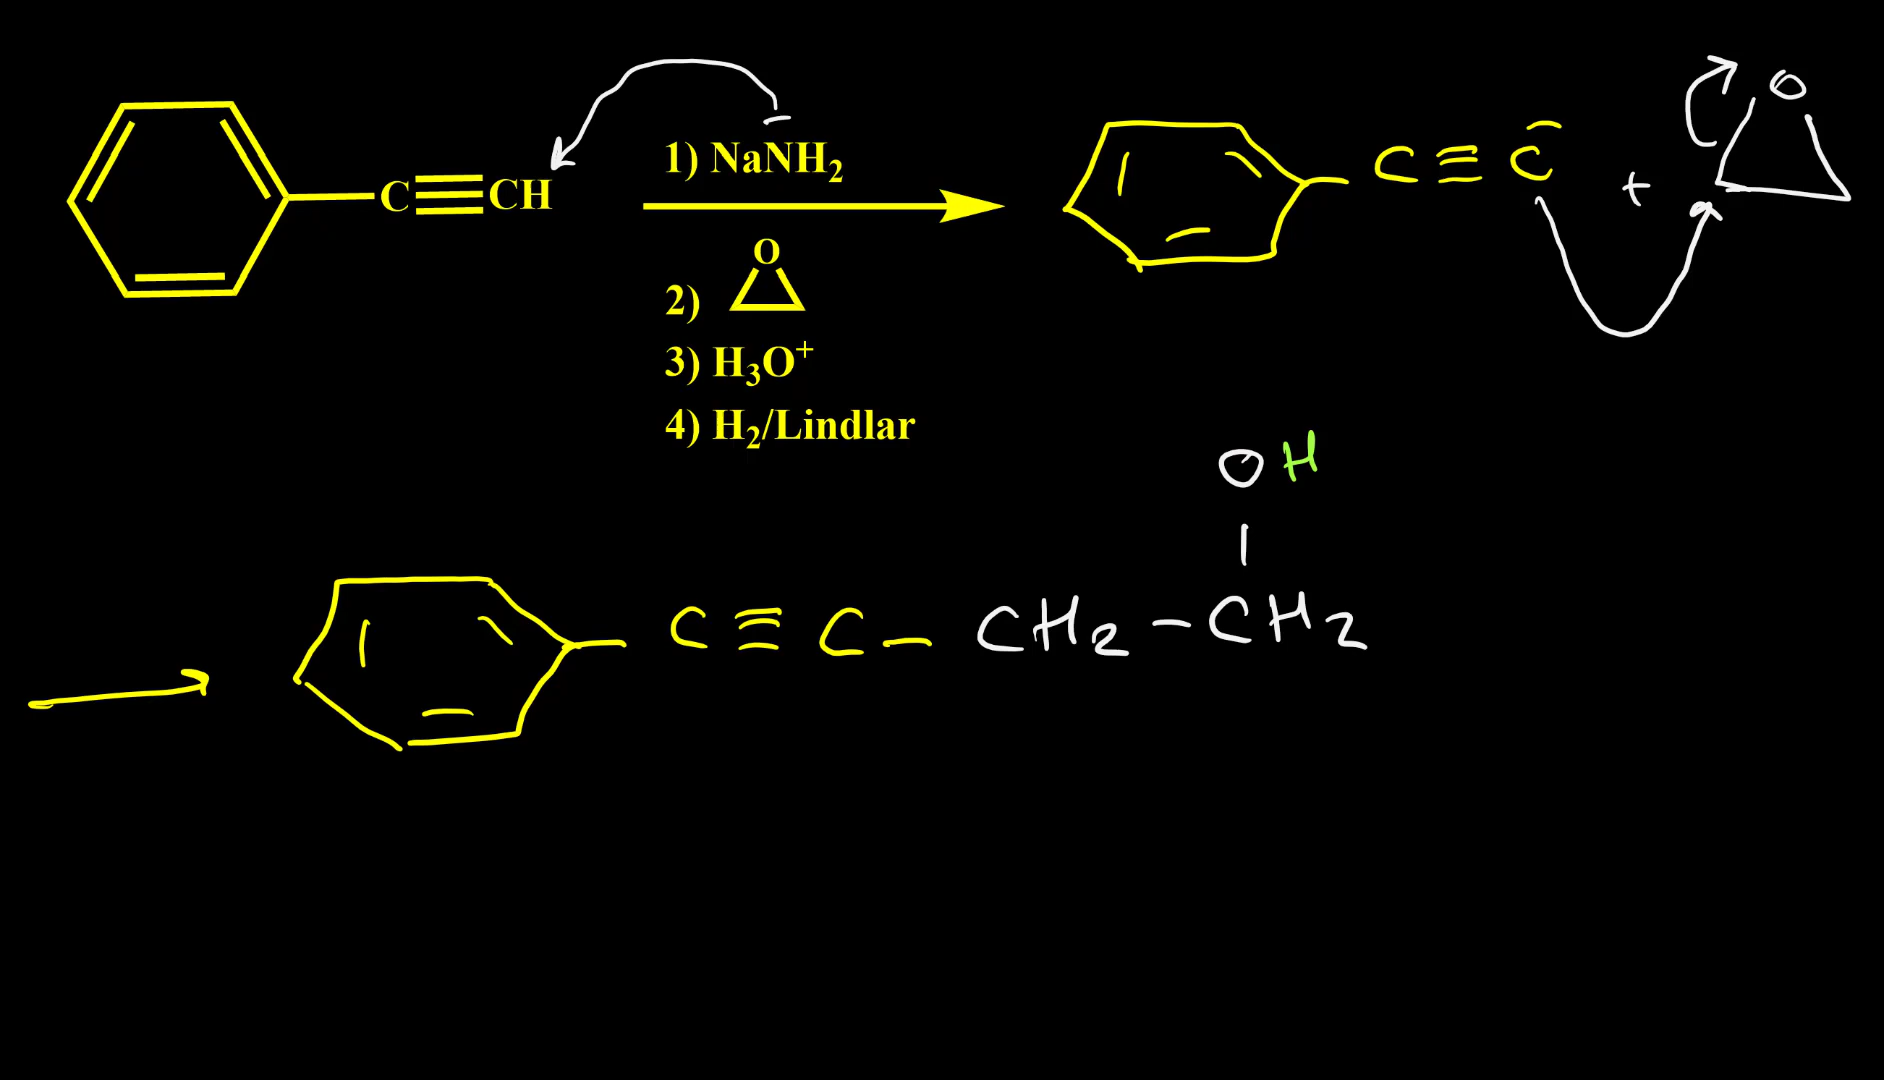 C≡CH
1) NaNH₂
2) O
3) H₃O⁺
4) H₂/Lindlar
C ≡ C⁻ + O
OH
C ≡ C - CH₂ - CH₂